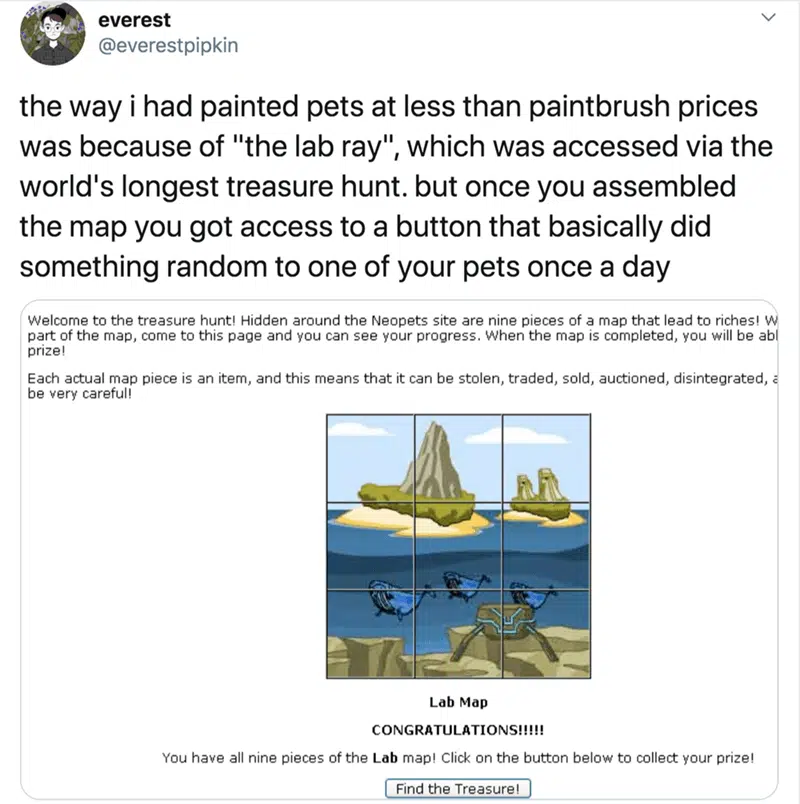 everest
@everestpipkin
the way i had painted pets at less than paintbrush prices
was because of "the lab ray", which was accessed via the
world's longest treasure hunt. but once you assembled
the map you got access to a button that basically did
something random to one of your pets once a day
Welcome to the treasure hunt! Hidden around the Neopets site are nine pieces of a map that lead to riches! W
part of the map, come to this page and you can see your progress. When the map is completed, you will be abl
prize!
Each actual map piece is an item, and this means that it can be stolen, traded, sold, auctioned, disintegrated, a
be very careful!
Lab Map
CONGRATULATIONS!!!!!
You have all nine pieces of the Lab map! Click on the button below to collect your prize!
Find the Treasure!